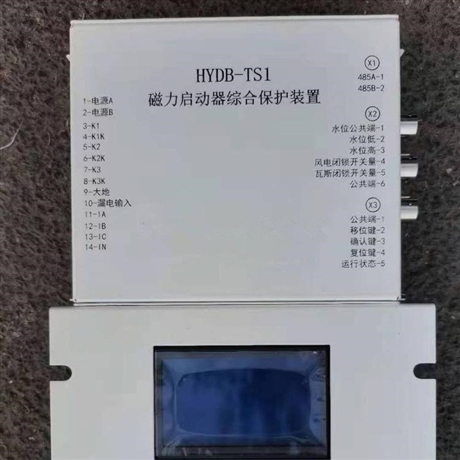 HYDB-TS1
磁力启动器综合保护装置
1-电源A
2-电源B
3-K1
4-K1K
5-K2
6-K2K
7-K3
8-K3K
9-大地
10-漏电输入
11-1A
12-IB
13-IC
14-IN
X1
485A-1
485B-2
X2
水位公共端-1
水位低-2
水位高-3
风电闭锁开关量-4
瓦斯闭锁开关量-5
公共端-6
X3
公共端-1
移位键-2
确认键-3
复位键-4
运行状态-5